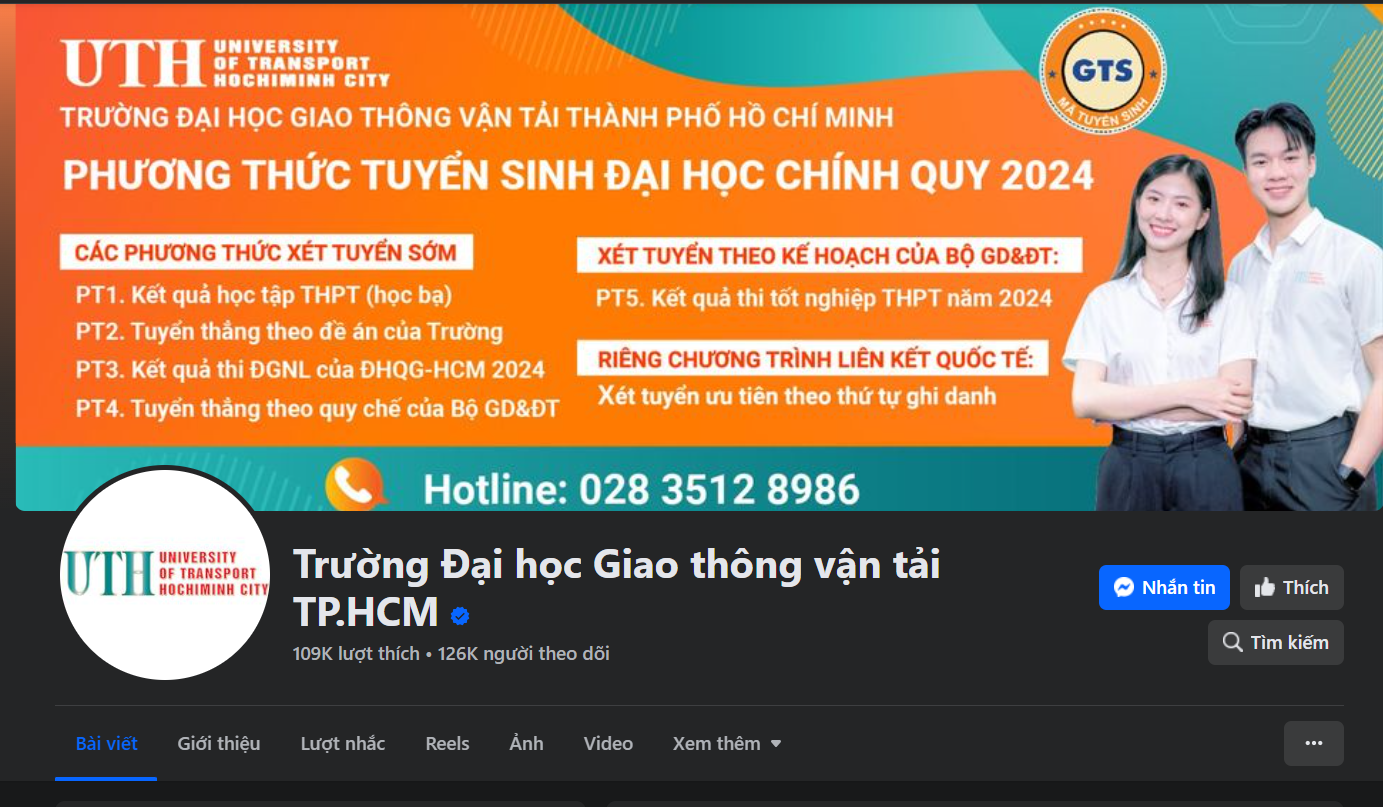 UTH UNIVERSITY
OF TRANSPORT
HOCHIMINH CITY
GTS
MÃ TUYỂN SINH
TRƯỜNG ĐẠI HỌC GIAO THÔNG VẬN TẢI THÀNH PHỐ HỒ CHÍ MINH
PHƯƠNG THỨC TUYỂN SINH ĐẠI HỌC CHÍNH QUY 2024
CÁC PHƯƠNG THỨC XÉT TUYỂN SỚM
PT1. Kết quả học tập THPT (học bạ)
PT2. Tuyển thẳng theo đề án của Trường
PT3. Kết quả thi ĐGNL của ĐHQG-HCM 2024
PT4. Tuyển thẳng theo quy chế của Bộ GD&ĐT
XÉT TUYỂN THEO KẾ HOẠCH CỦA BỘ GD&ĐT:
PT5. Kết quả thi tốt nghiệp THPT năm 2024
RIÊNG CHƯƠNG TRÌNH LIÊN KẾT QUỐC TẾ:
Xét tuyển ưu tiên theo thứ tự ghi danh
Hotline: 028 3512 8986
UTH UNIVERSITY
OF TRANSPORT
HOCHIMINH CITY
Trường Đại học Giao thông vận tải
TP.HCM
109K lượt thích • 126K người theo dõi
Nhắn tin
Thích
Tìm kiếm
Bài viết Giới thiệu Lượt nhắc Reels Ảnh Video Xem thêm